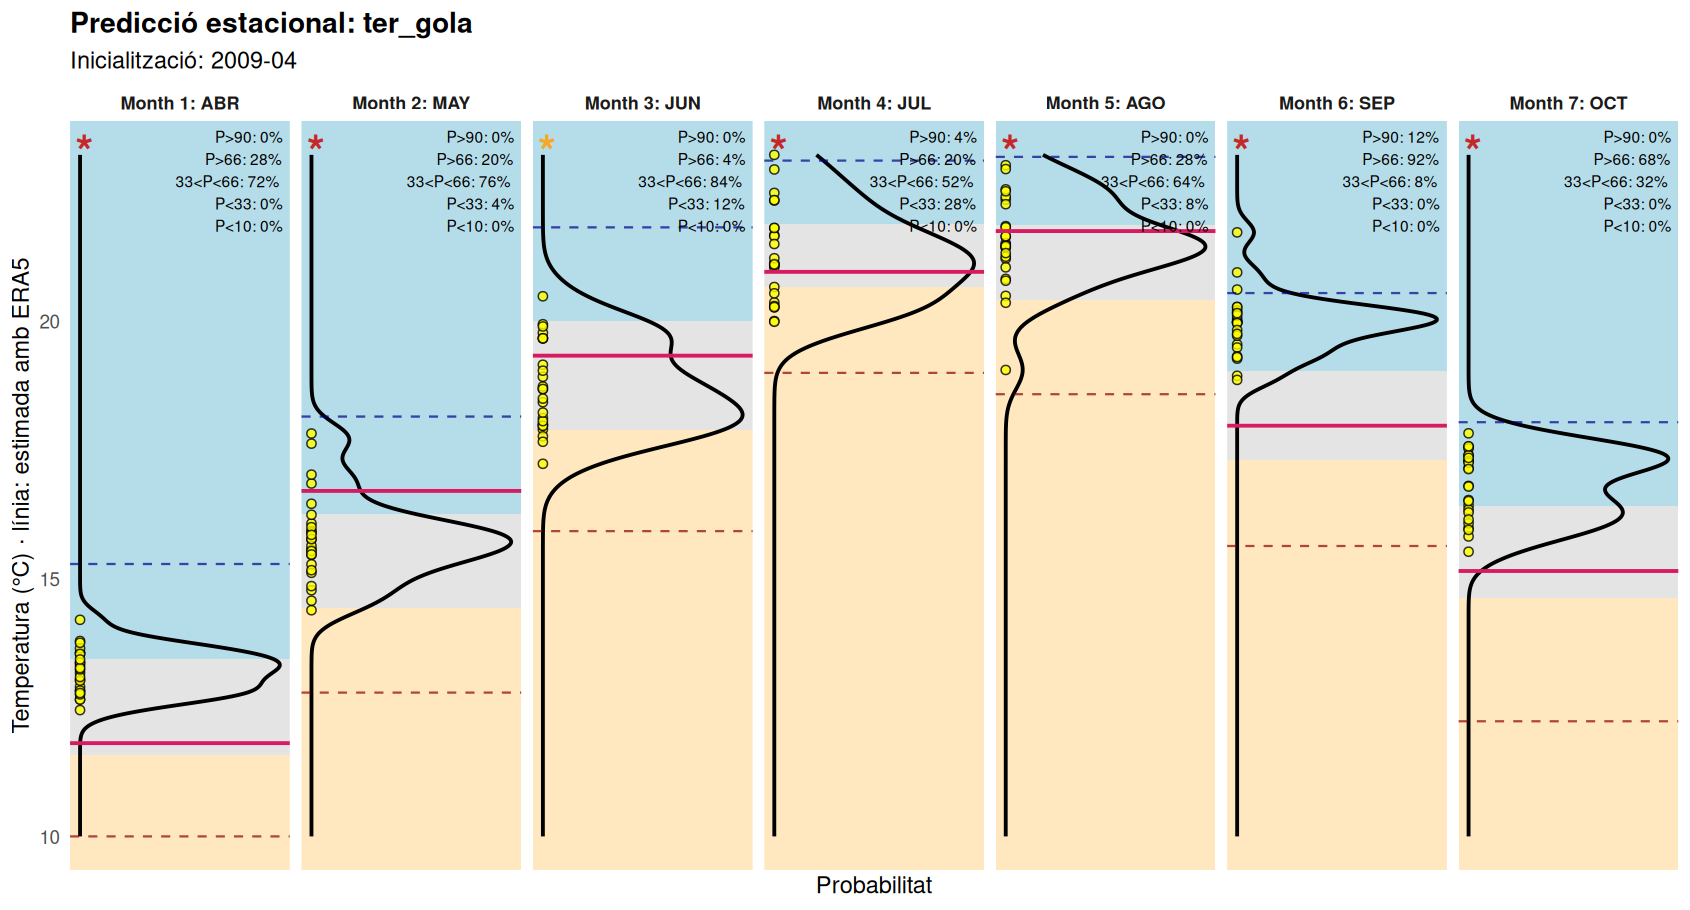 Predicció estacional: ter_gola
Inicialització: 2009-04
Month 1: ABR
Month 2: MAY
Month 3: JUN
Month 4: JUL
Month 5: AGO
Month 6: SEP
Month 7: OCT
*
P>90: 0%
P>66: 28%
33<P<66: 72%
P<33: 0%
P<10: 0%
*
P>90: 0%
P>66: 20%
33<P<66: 76%
P<33: 4%
P<10: 0%
*
P>90: 0%
P>66: 4%
33<P<66: 84%
P<33: 12%
P<10: 0%
*
P>90: 4%
P>66: 20%
33<P<66: 52%
P<33: 28%
P<10: 0%
*
P>90: 0%
P>66: 28%
33<P<66: 64%
P<33: 8%
P<10: 0%
*
P>90: 12%
P>66: 92%
33<P<66: 8%
P<33: 0%
P<10: 0%
*
P>90: 0%
P>66: 68%
33<P<66: 32%
P<33: 0%
P<10: 0%
Temperatura (°C) · línia: estimada amb ERA5
20
15
10
Probabilitat